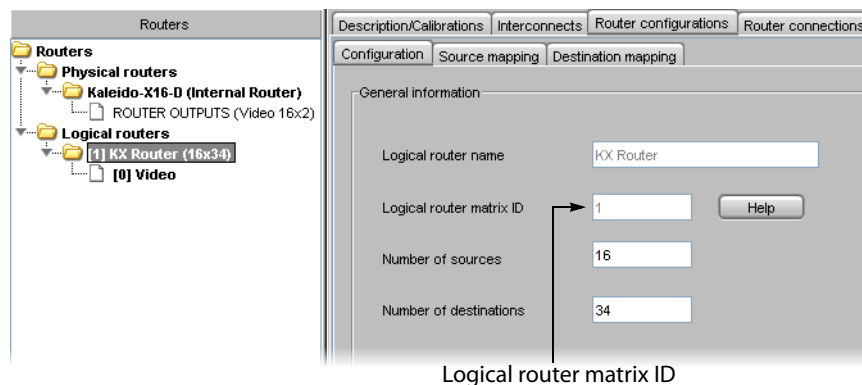 Routers
Routers
Physical routers
Kaleido-X16-D (Internal Router)
ROUTER OUTPUTS (Video 16x2)
Logical routers
[1] KX Router (16x34)
[0] Video
Description/Calibrations Interconnects Router configurations Router connections
Configuration Source mapping Destination mapping
General information
Logical router name KX Router
Logical router matrix ID 1 Help
Number of sources 16
Number of destinations 34
Logical router matrix ID